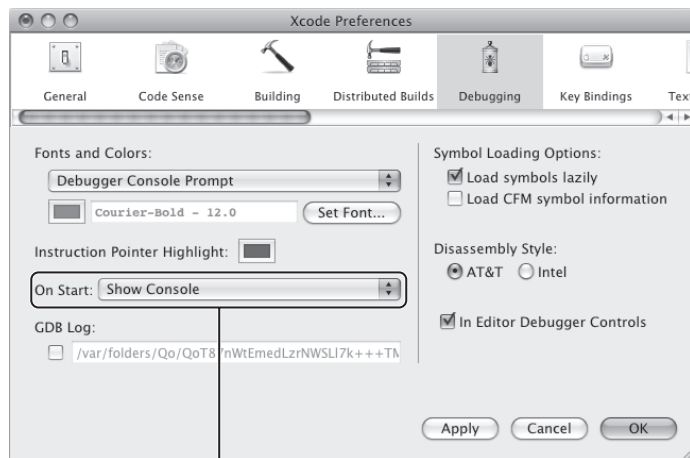 Xcode Preferences
General
Code Sense
Building
Distributed Builds
Debugging
Key Bindings
Fonts and Colors:
Debugger Console Prompt
Courier-Bold - 12.0
Set Font...
Instruction Pointer Highlight:
On Start: Show Console
GDB Log:
Symbol Loading Options:
Load symbols lazily
Load CFM symbol information
Disassembly Style:
AT&T
Intel
In Editor Debugger Controls
Apply
Cancel
OK